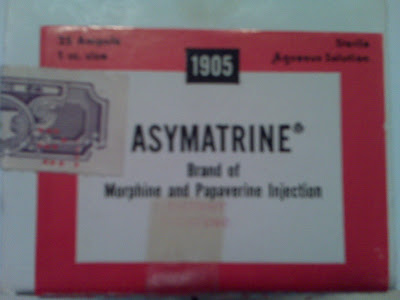 25 Ampuls
1 cc. size
Sterile
Aqueous Solution
1905
ASYMATRINE®
Brand of
Morphine and Papaverine Injection